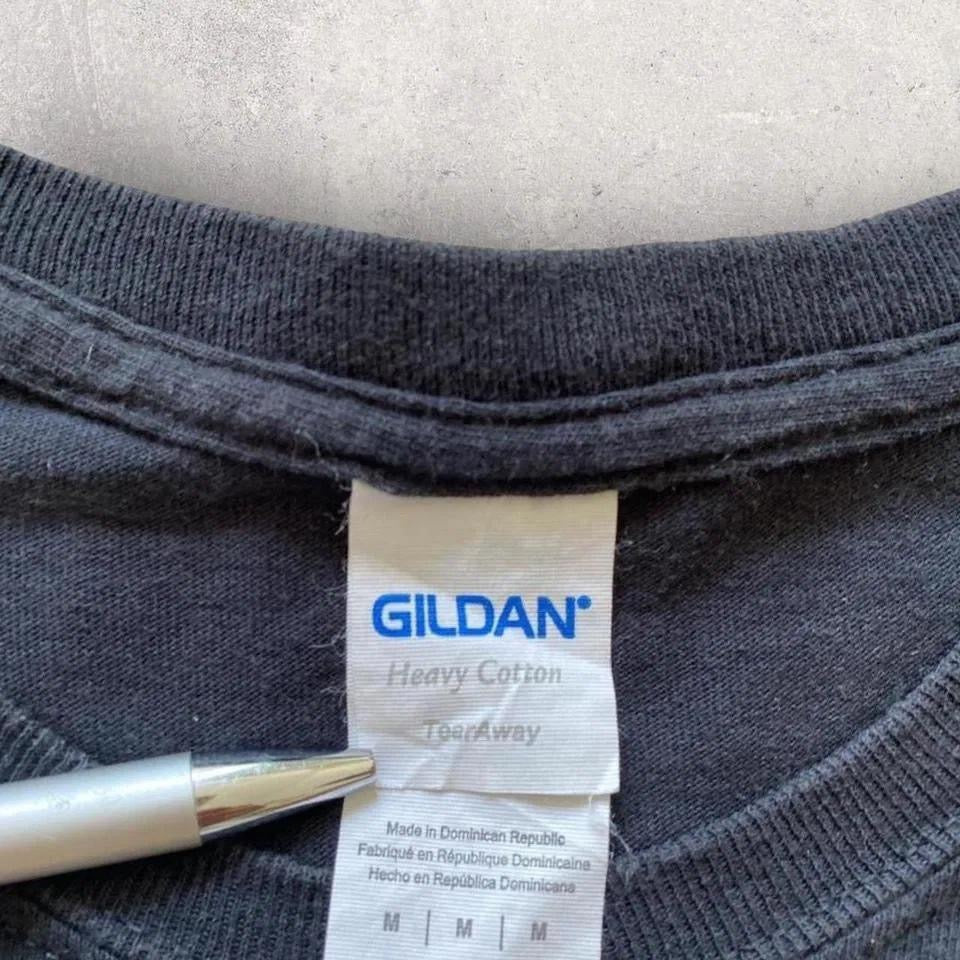 GILDAN
Heavy Cotton
TearAway
Made in Dominican Republic
Fabriqué en République Dominicaine
Hecho en República Dominicana
M | M | M